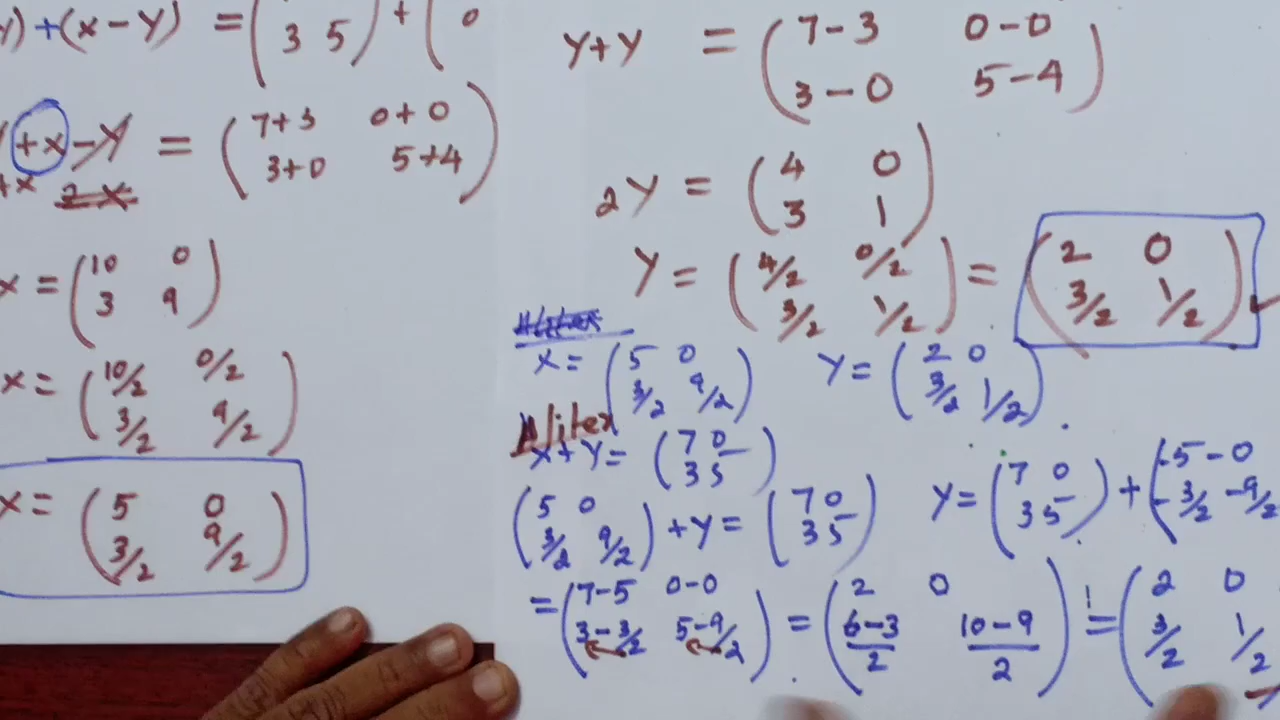 Y) + (X - Y) = ( 3 5 ) + ( 0
+X - Y = ( 7+3 0+0
3+0 5+4 )
+X 2X
X = ( 10 0
3 9 )
X = ( 10/2 0/2
3/2 9/2 )
X = ( 5 0
3/2 9/2 )
Y+Y = ( 7-3 0-0
3-0 5-4 )
2Y = ( 4 0
3 1 )
Y = ( 4/2 0/2
3/2 1/2 ) = ( 2 0
3/2 1/2 )
X = ( 5 0
3/2 9/2 ) Y = ( 2 0
3/2 1/2 )
X+Y = ( 7 0
3 5 )
( 5 0
3/2 9/2 ) + Y = ( 7 0
3 5 )
Y = ( 7 0
3 5 ) + ( -5 -0
-3/2 -9/2
= ( 7-5 0-0
3-3/2 5-9/2 ) = ( 2 0
6-3/2 10-9/2 ) = ( 2 0
3/2 1/2